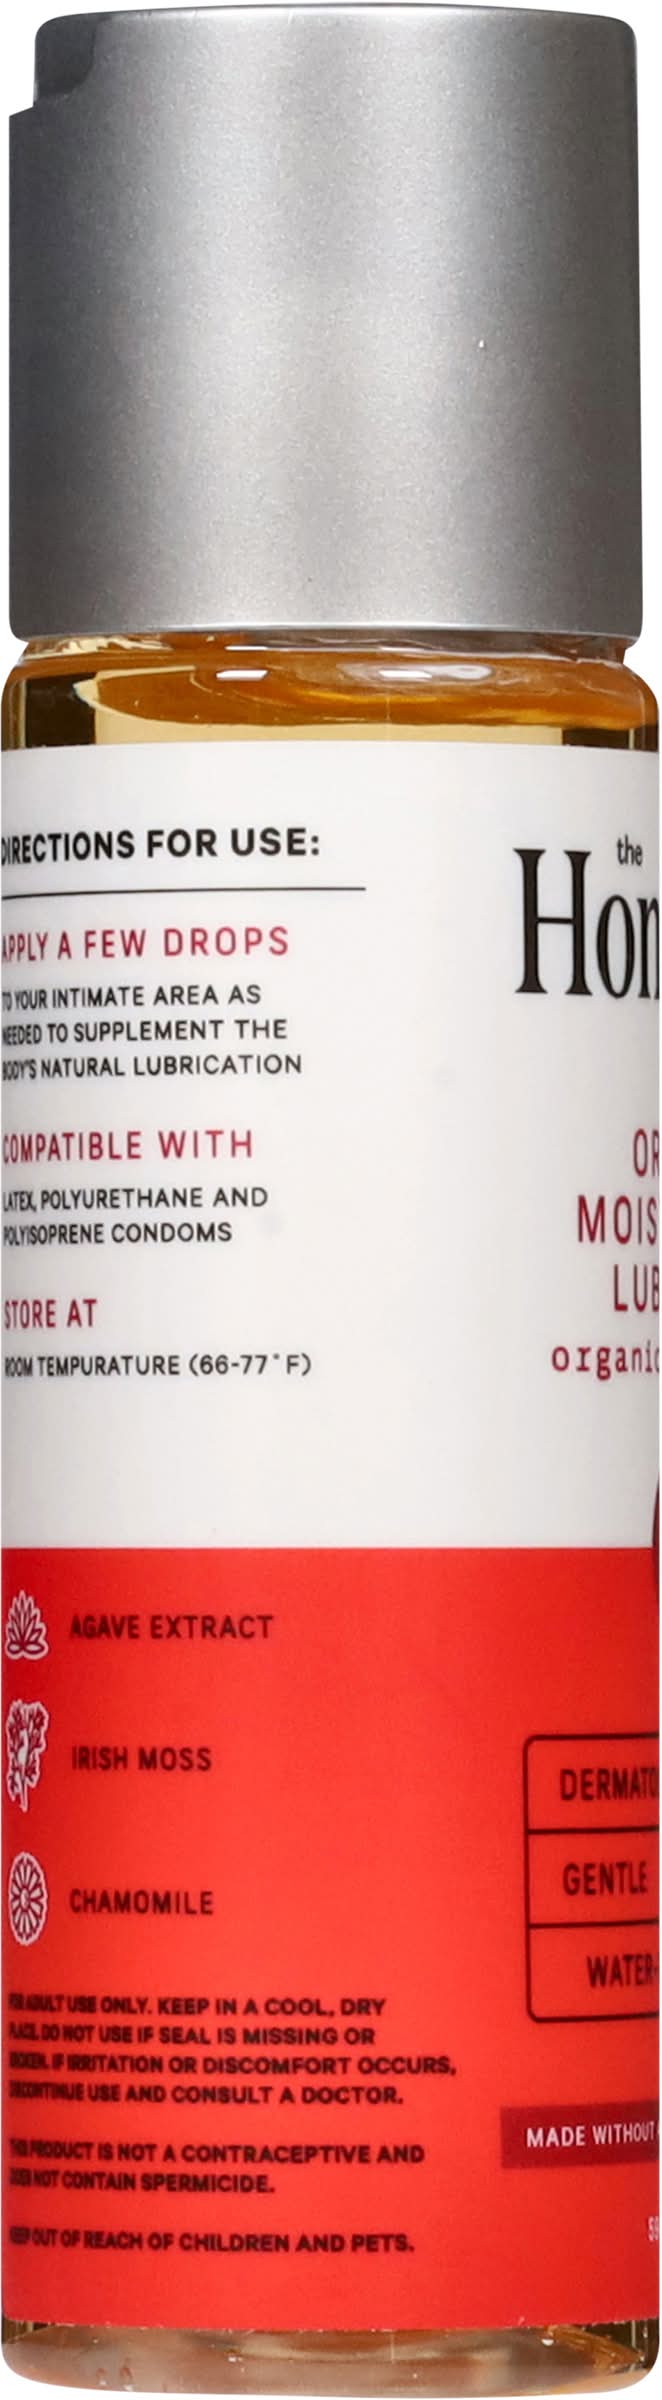 DIRECTIONS FOR USE:
APPLY A FEW DROPS
TO YOUR INTIMATE AREA AS
NEEDED TO SUPPLEMENT THE
BODY'S NATURAL LUBRICATION
COMPATIBLE WITH
LATEX, POLYURETHANE AND
POLYISOPRENE CONDOMS
STORE AT
ROOM TEMPURATURE (66-77°F)
AGAVE EXTRACT
IRISH MOSS
CHAMOMILE
FOR ADULT USE ONLY. KEEP IN A COOL, DRY
PLACE. DO NOT USE IF SEAL IS MISSING OR
BROKEN. IF IRRITATION OR DISCOMFORT OCCURS,
DISCONTINUE USE AND CONSULT A DOCTOR.
THIS PRODUCT IS NOT A CONTRACEPTIVE AND
DOES NOT CONTAIN SPERMICIDE.
KEEP OUT OF REACH OF CHILDREN AND PETS.
the
Hon
OR
MOIS
LUB
organic
DERMATO
GENTLE
WATER-
MADE WITHOUT